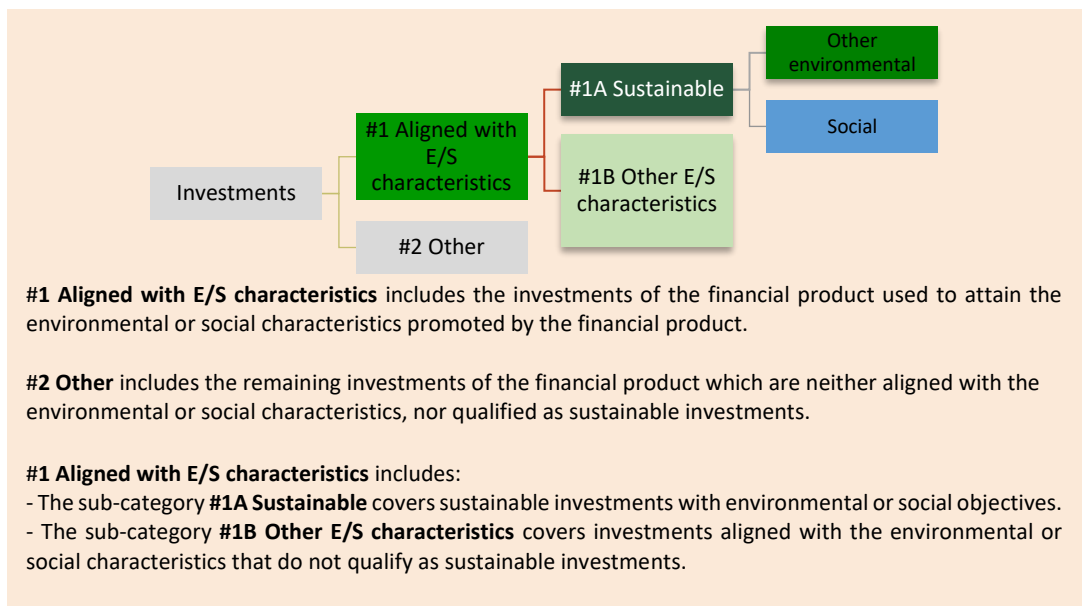 Other
environmental
#1A Sustainable
Social
#1 Aligned with
E/S
characteristics
#1B Other E/S
characteristics
Investments
#2 Other
#1 Aligned with E/S characteristics includes the investments of the financial product used to attain the
environmental or social characteristics promoted by the financial product.
#2 Other includes the remaining investments of the financial product which are neither aligned with the
environmental or social characteristics, nor qualified as sustainable investments.
#1 Aligned with E/S characteristics includes:
- The sub-category #1A Sustainable covers sustainable investments with environmental or social objectives.
- The sub-category #1B Other E/S characteristics covers investments aligned with the environmental or
social characteristics that do not qualify as sustainable investments.